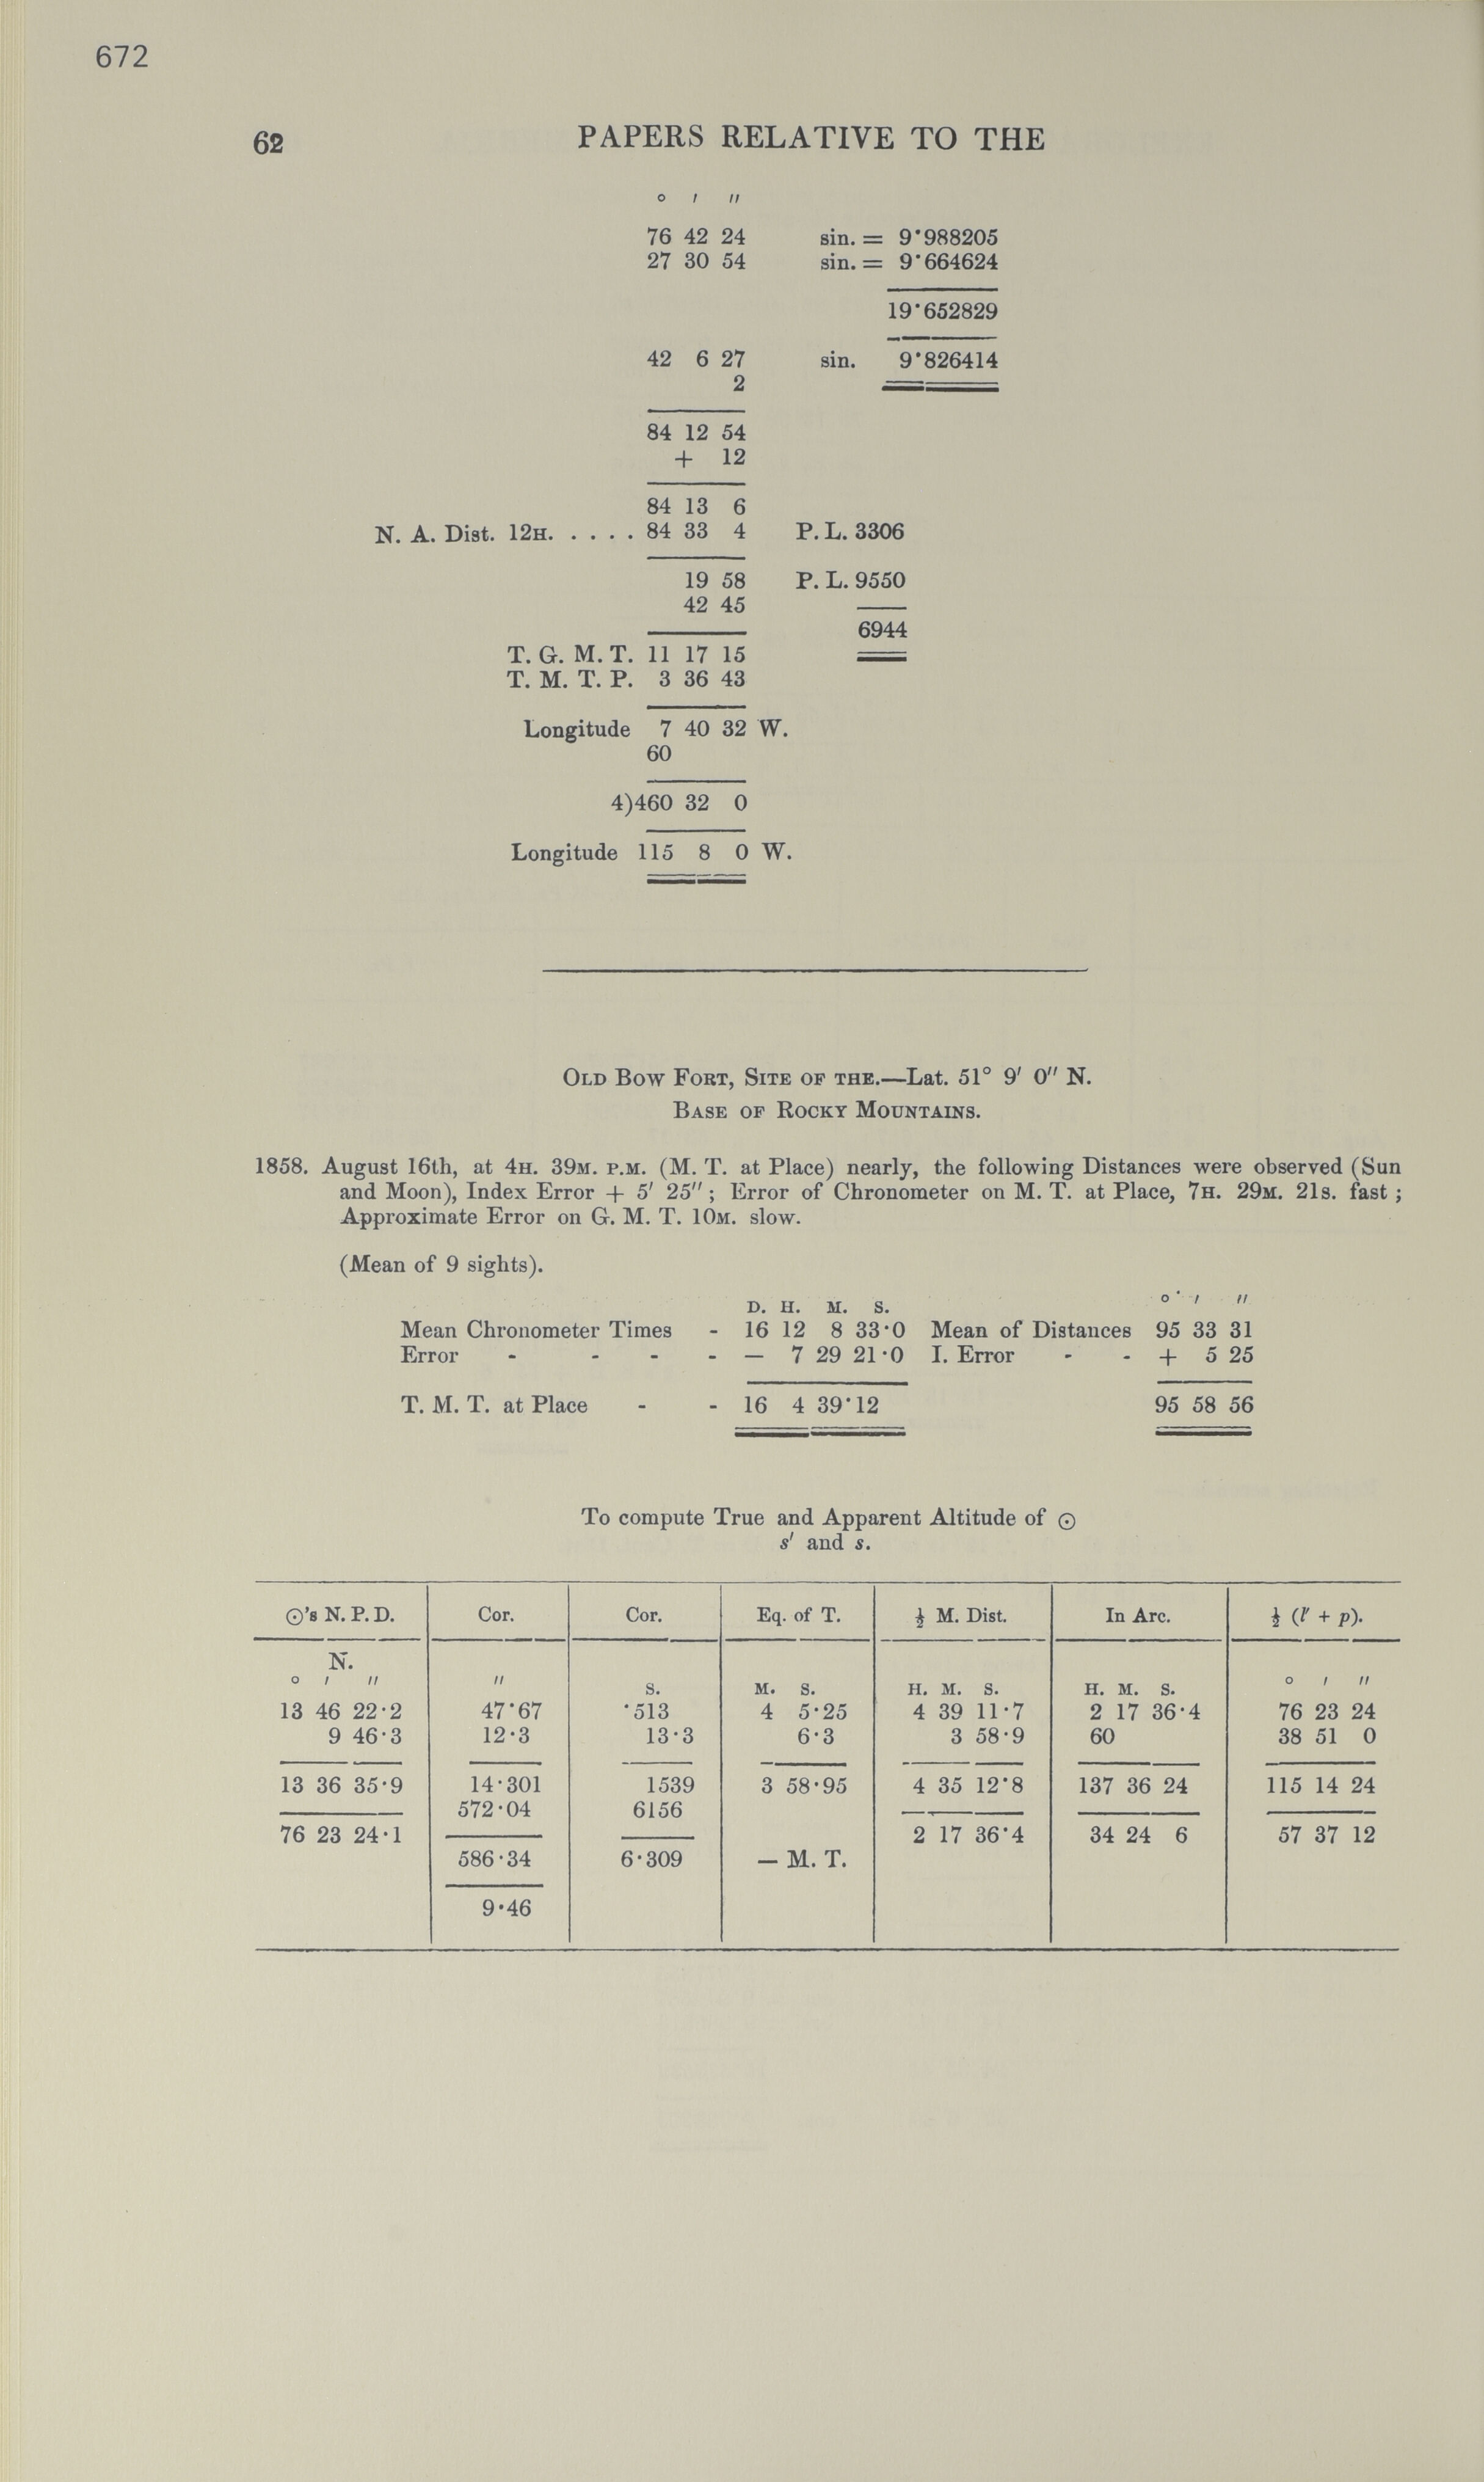 672
62 PAPERS RELATIVE TO THE
° ′ ″
76 42 24 sin. = 9·988205
27 30 54 sin. = 9·664624
19·652829
42 6 27 sin. 9·826414
2
84 12 54
+ 12
84 13 6
N. A. Dist. 12H. . . . . 84 33 4 P. L. 3306
19 58 P. L. 9550
42 45
6944
T. G. M. T. 11 17 15
T. M. T. P. 3 36 43
Longitude 7 40 32 W.
60
4)460 32 0
Longitude 115 8 0 W.
OLD BOW FORT, SITE OF THE.—Lat. 51° 9′ 0″ N.
BASE OF ROCKY MOUNTAINS.
1858. August 16th, at 4H. 39M. P.M. (M. T. at Place) nearly, the following Distances were observed (Sun
and Moon), Index Error + 5′ 25″; Error of Chronometer on M. T. at Place, 7H. 29M. 21S. fast;
Approximate Error on G. M. T. 10M. slow.
(Mean of 9 sights).
D. H. M. S. ° ′ ″
Mean Chronometer Times - 16 12 8 33·0 Mean of Distances 95 33 31
Error - - - - — 7 29 21·0 I. Error - - + 5 25
T. M. T. at Place - - 16 4 39·12 95 58 56
To compute True and Apparent Altitude of ☉
s′ and s.
☉'s N. P. D. Cor. Cor. Eq. of T. ½ M. Dist. In Arc. ½ (l′ + p).
N.
° ′ ″ ″ S. M. S. H. M. S. H. M. S. ° ′ ″
13 46 22·2 47·67 ·513 4 5·25 4 39 11·7 2 17 36·4 76 23 24
9 46·3 12·3 13·3 6·3 3 58·9 60 38 51 0
13 36 35·9 14·301 1539 3 58·95 4 35 12·8 137 36 24 115 14 24
572·04 6156
76 23 24·1 2 17 36·4 34 24 6 57 37 12
586·34 6·309 — M. T.
9·46